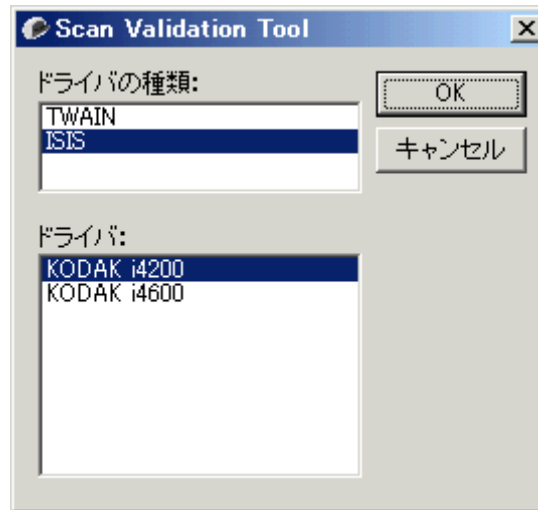 Scan Validation Tool
ドライバの種類:
TWAIN
ISIS
OK
キャンセル
ドライバ:
KODAK i4200
KODAK i4600